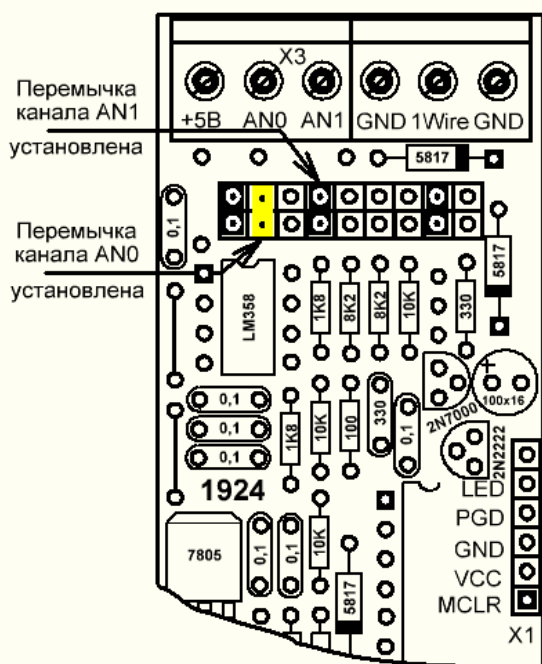 X3
+5В AN0 AN1 GND 1Wire GND
Перемычка
канала AN1
установлена
5817
0,1
Перемычка
канала AN0
установлена
LM358
1K8
8K2
8K2
10K
330
5817
+
100x16
2N7000
0,1
0,1
0,1
1K8
10K
100
330
0,1
2N2222
1924
LED
PGD
GND
VCC
MCLR
X1
7805
0,1
0,1
10K
5817